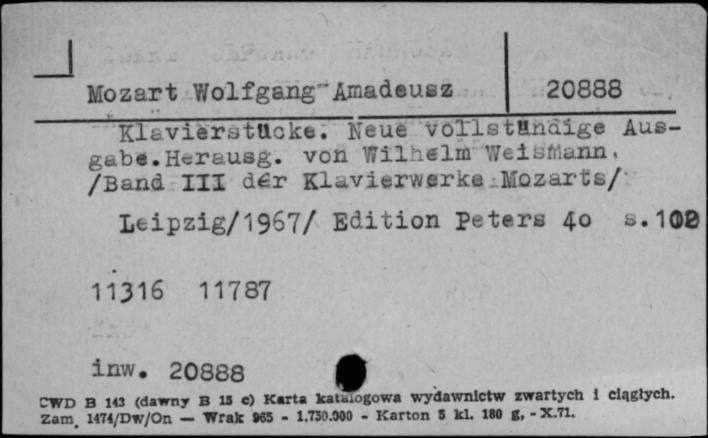 Mozart Wolfgang Amadeusz 20888
Klavierstücke. Neue vollständige Aus-
gabe.Herausg. von Wilhelm Weismann.
/Band III der Klavierwerke Mozarts/
Leipzig/1967/ Edition Peters 4o s.102
11316 11787
inw. 20888
CWD B 143 (dawny B 15 c) Karta katalogowa wydawnictw zwartych i ciągłych.
Zam. 1474/Dw/On — Wrak 965 - 1.750.000 - Karton 5 kl. 180 g, -X.71.